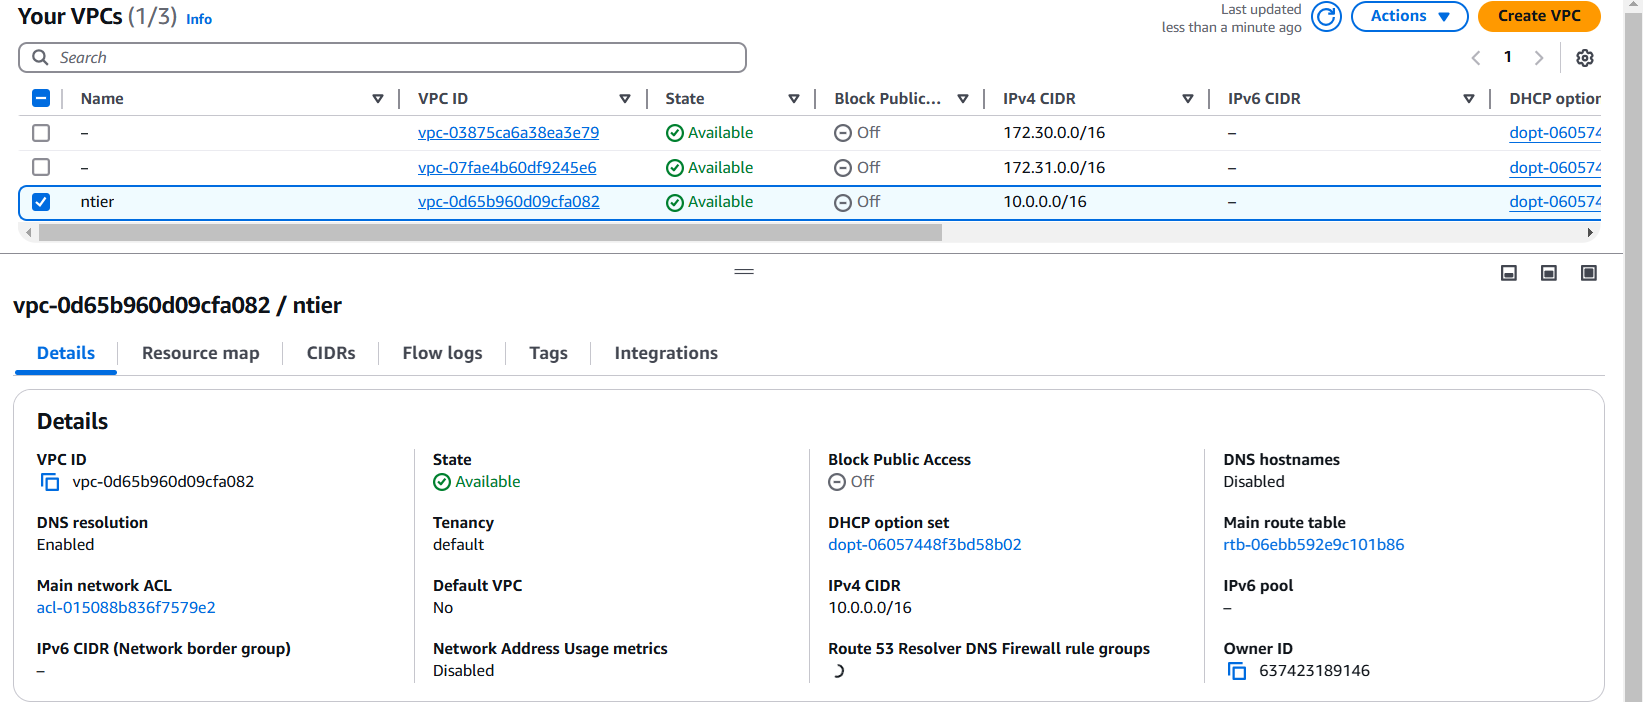 Your VPCs (1/3) Info
Last updated
less than a minute ago
Actions
Create VPC
Search
1
Name VPC ID State Block Public... IPv4 CIDR IPv6 CIDR DHCP option
– vpc-03875ca6a38ea3e79 Available Off 172.30.0.0/16 – dopt-060574
– vpc-07fae4b60df9245e6 Available Off 172.31.0.0/16 – dopt-060574
ntier vpc-0d65b960d09cfa082 Available Off 10.0.0.0/16 – dopt-060574
vpc-0d65b960d09cfa082 / ntier
Details Resource map CIDRs Flow logs Tags Integrations
Details
VPC ID
vpc-0d65b960d09cfa082
State
Available
Block Public Access
Off
DNS hostnames
Disabled
DNS resolution
Enabled
Tenancy
default
DHCP option set
dopt-06057448f3bd58b02
Main route table
rtb-06ebb592e9c101b86
Main network ACL
acl-015088b836f7579e2
Default VPC
No
IPv4 CIDR
10.0.0.0/16
IPv6 pool
–
IPv6 CIDR (Network border group)
–
Network Address Usage metrics
Disabled
Route 53 Resolver DNS Firewall rule groups
Owner ID
637423189146